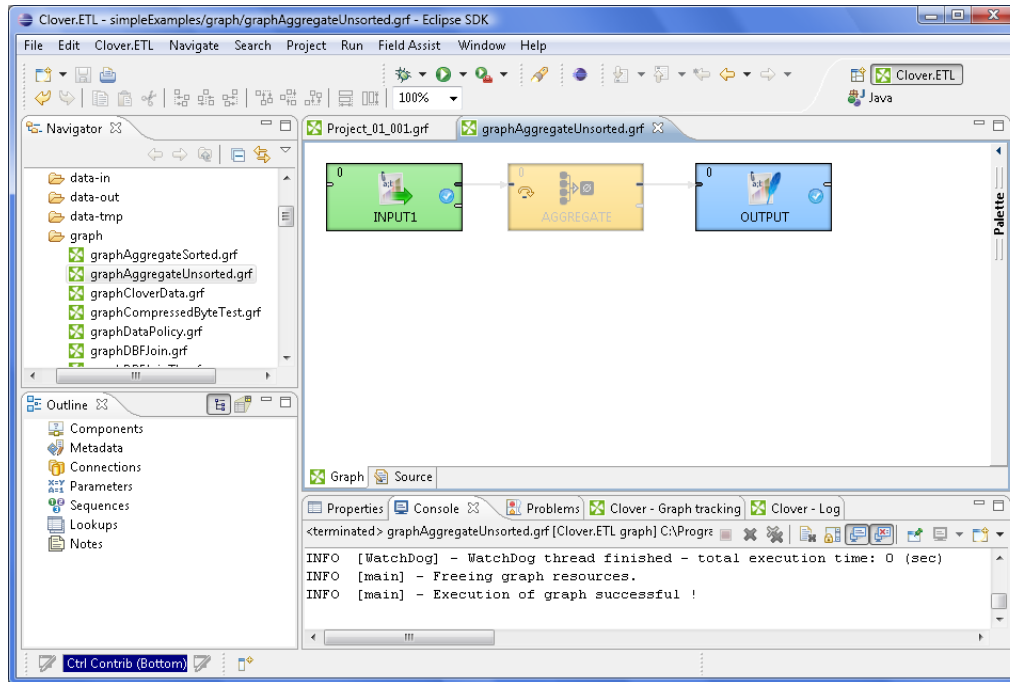 Clover.ETL - simpleExamples/graph/graphAggregateUnsorted.grf - Eclipse SDK
File Edit Clover.ETL Navigate Search Project Run Field Assist Window Help
Clover.ETL
100%
Java
Navigator
data-in
data-out
data-tmp
graph
graphAggregateSorted.grf
graphAggregateUnsorted.grf
graphCloverData.grf
graphCompressedByteTest.grf
graphDataPolicy.grf
graphDBFJoin.grf
Outline
Components
Metadata
Connections
Parameters
Sequences
Lookups
Notes
Project_01_001.grf graphAggregateUnsorted.grf
0 0 0
INPUT1 AGGREGATE OUTPUT
Palette
Graph Source
Properties Console Problems Clover - Graph tracking Clover - Log
<terminated> graphAggregateUnsorted.grf [Clover.ETL graph] C:\Progra
INFO [WatchDog] - WatchDog thread finished - total execution time: 0 (sec)
INFO [main] - Freeing graph resources.
INFO [main] - Execution of graph successful !
Ctrl Contrib (Bottom)